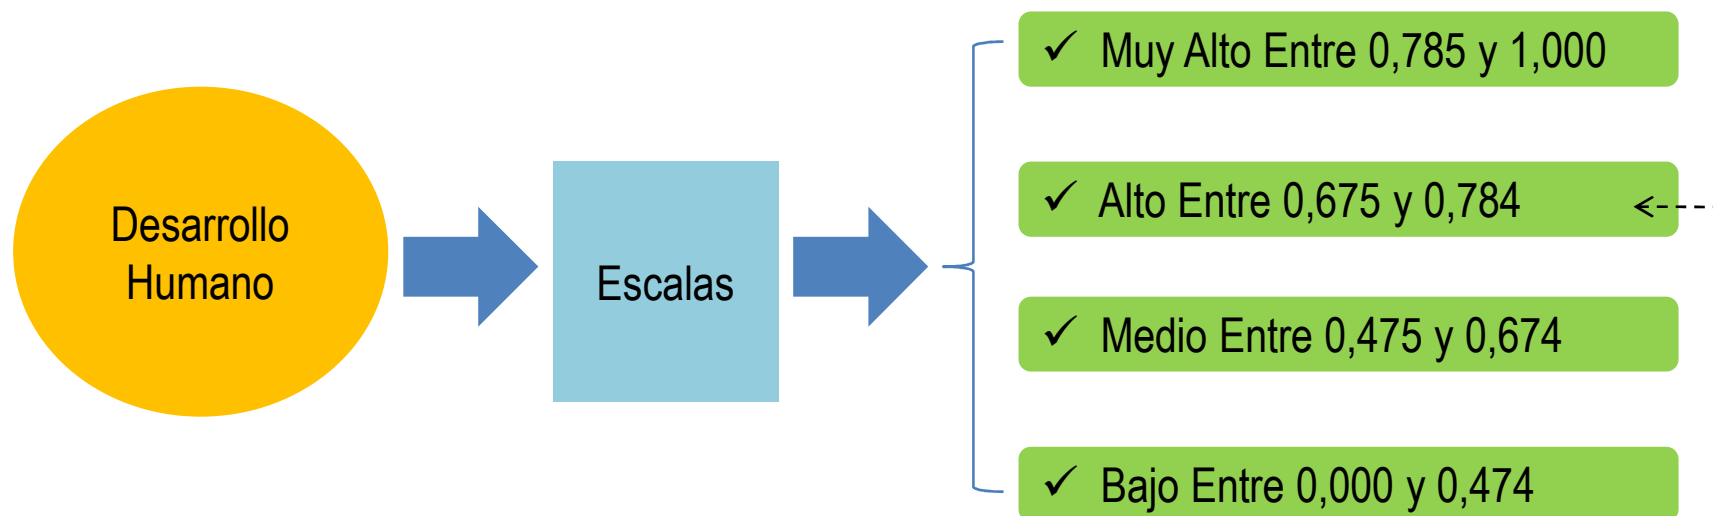 Desarrollo
Humano
Escalas
✓ Muy Alto Entre 0,785 y 1,000
✓ Alto Entre 0,675 y 0,784
✓ Medio Entre 0,475 y 0,674
✓ Bajo Entre 0,000 y 0,474